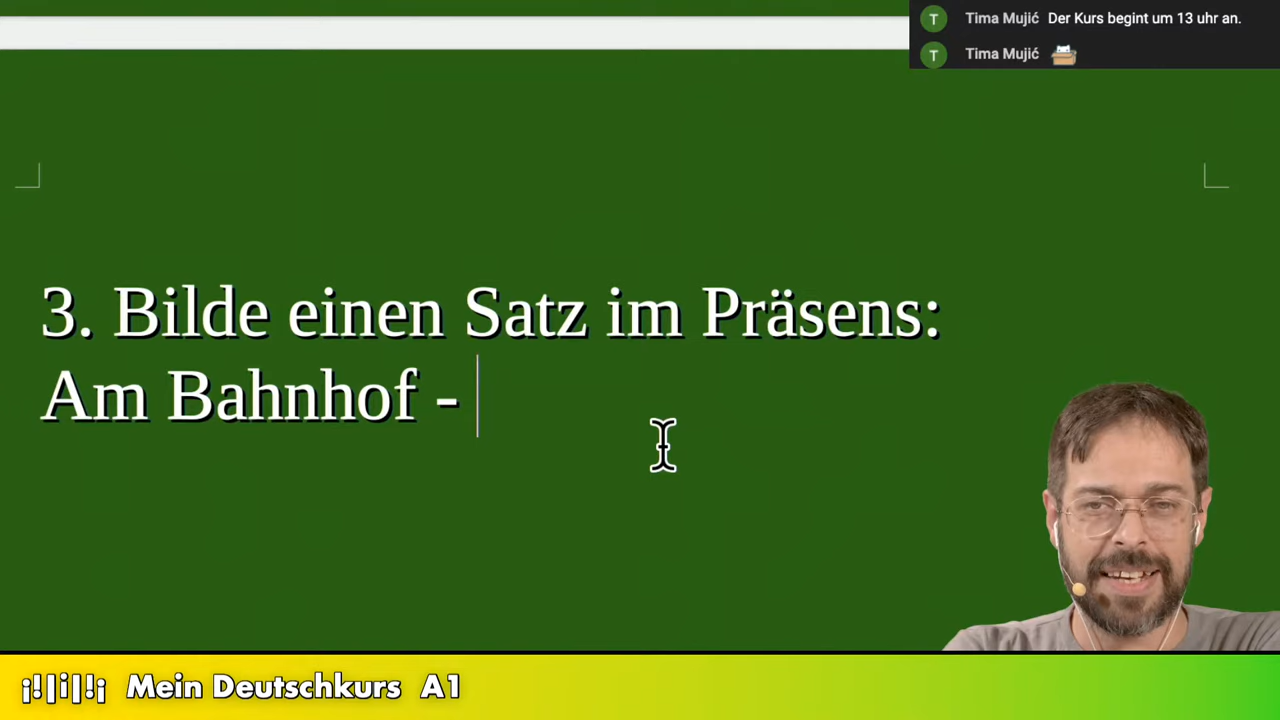 T Tima Mujić Der Kurs begint um 13 uhr an.
T Tima Mujić
3. Bilde einen Satz im Präsens:
Am Bahnhof -
¡!|i|!¡ Mein Deutschkurs A1